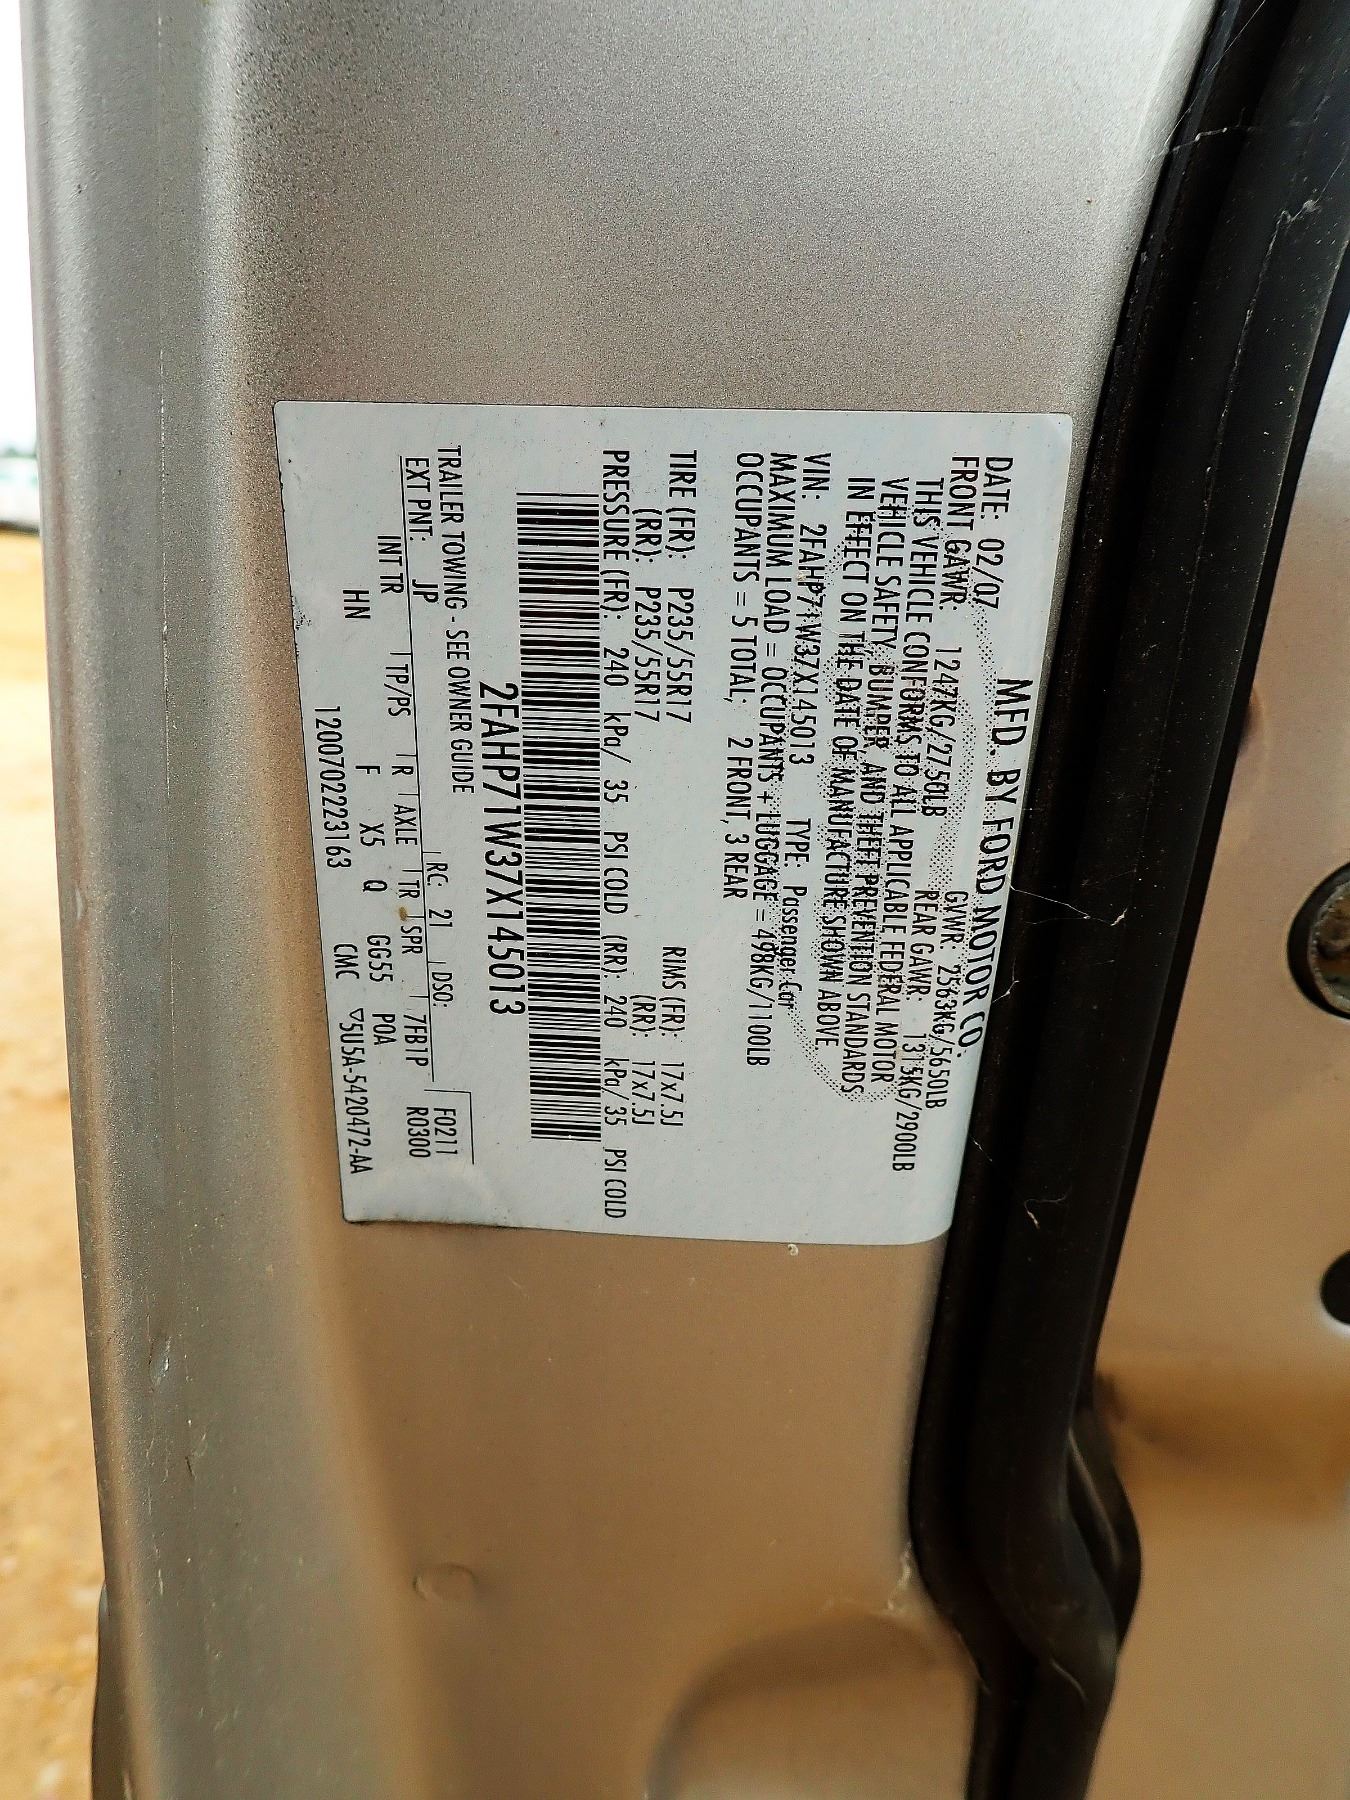 MFD. BY FORD MOTOR CO.
DATE: 02/07 GVWR: 2563KG/5650LB
FRONT GAWR: 1247KG/2750LB REAR GAWR: 1315KG/2900LB
THIS VEHICLE CONFORMS TO ALL APPLICABLE FEDERAL MOTOR
VEHICLE SAFETY, BUMPER, AND THEFT PREVENTION STANDARDS
IN EFFECT ON THE DATE OF MANUFACTURE SHOWN ABOVE.
VIN: 2FAHP71W37X145013 TYPE: Passenger Car
MAXIMUM LOAD = OCCUPANTS + LUGGAGE = 498KG/1100LB
OCCUPANTS = 5 TOTAL, 2 FRONT, 3 REAR
TIRE (FR): P235/55R17 RIMS (FR): 17x7.5J
(RR): P235/55R17 (RR): 17x7.5J
PRESSURE (FR): 240 kPa/ 35 PSI COLD (RR): 240 kPa/35 PSI COLD
2FAHP71W37X145013
TRAILER TOWING - SEE OWNER GUIDE
RC: 21 DSO: F0211
EXT PNT: JP R0300
INT TR TP/PS R AXLE TR SPR 7FB1P
HN F X5 Q GG55 POA
1200702223163 CMC ▽5U5A-5420472-AA